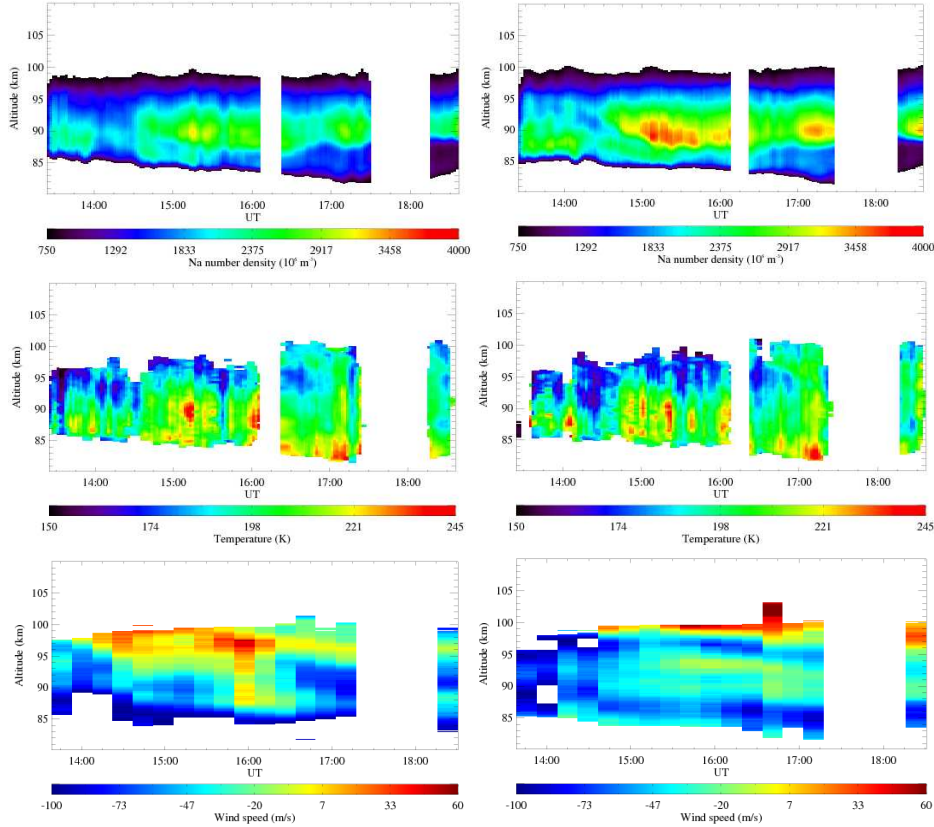 105
100
95
90
85
Altitude (km)
14:00 15:00 16:00 17:00 18:00
UT
750 1292 1833 2375 2917 3458 4000
Na number density (10⁶ m⁻³)
105
100
95
90
85
Altitude (km)
14:00 15:00 16:00 17:00 18:00
UT
750 1292 1833 2375 2917 3458 4000
Na number density (10⁶ m⁻³)
105
100
95
90
85
Altitude (km)
14:00 15:00 16:00 17:00 18:00
UT
150 174 198 221 245
Temperature (K)
105
100
95
90
85
Altitude (km)
14:00 15:00 16:00 17:00 18:00
UT
150 174 198 221 245
Temperature (K)
105
100
95
90
85
Altitude (km)
14:00 15:00 16:00 17:00 18:00
UT
-100 -73 -47 -20 7 33 60
Wind speed (m/s)
105
100
95
90
85
Altitude (km)
14:00 15:00 16:00 17:00 18:00
UT
-100 -73 -47 -20 7 33 60
Wind speed (m/s)